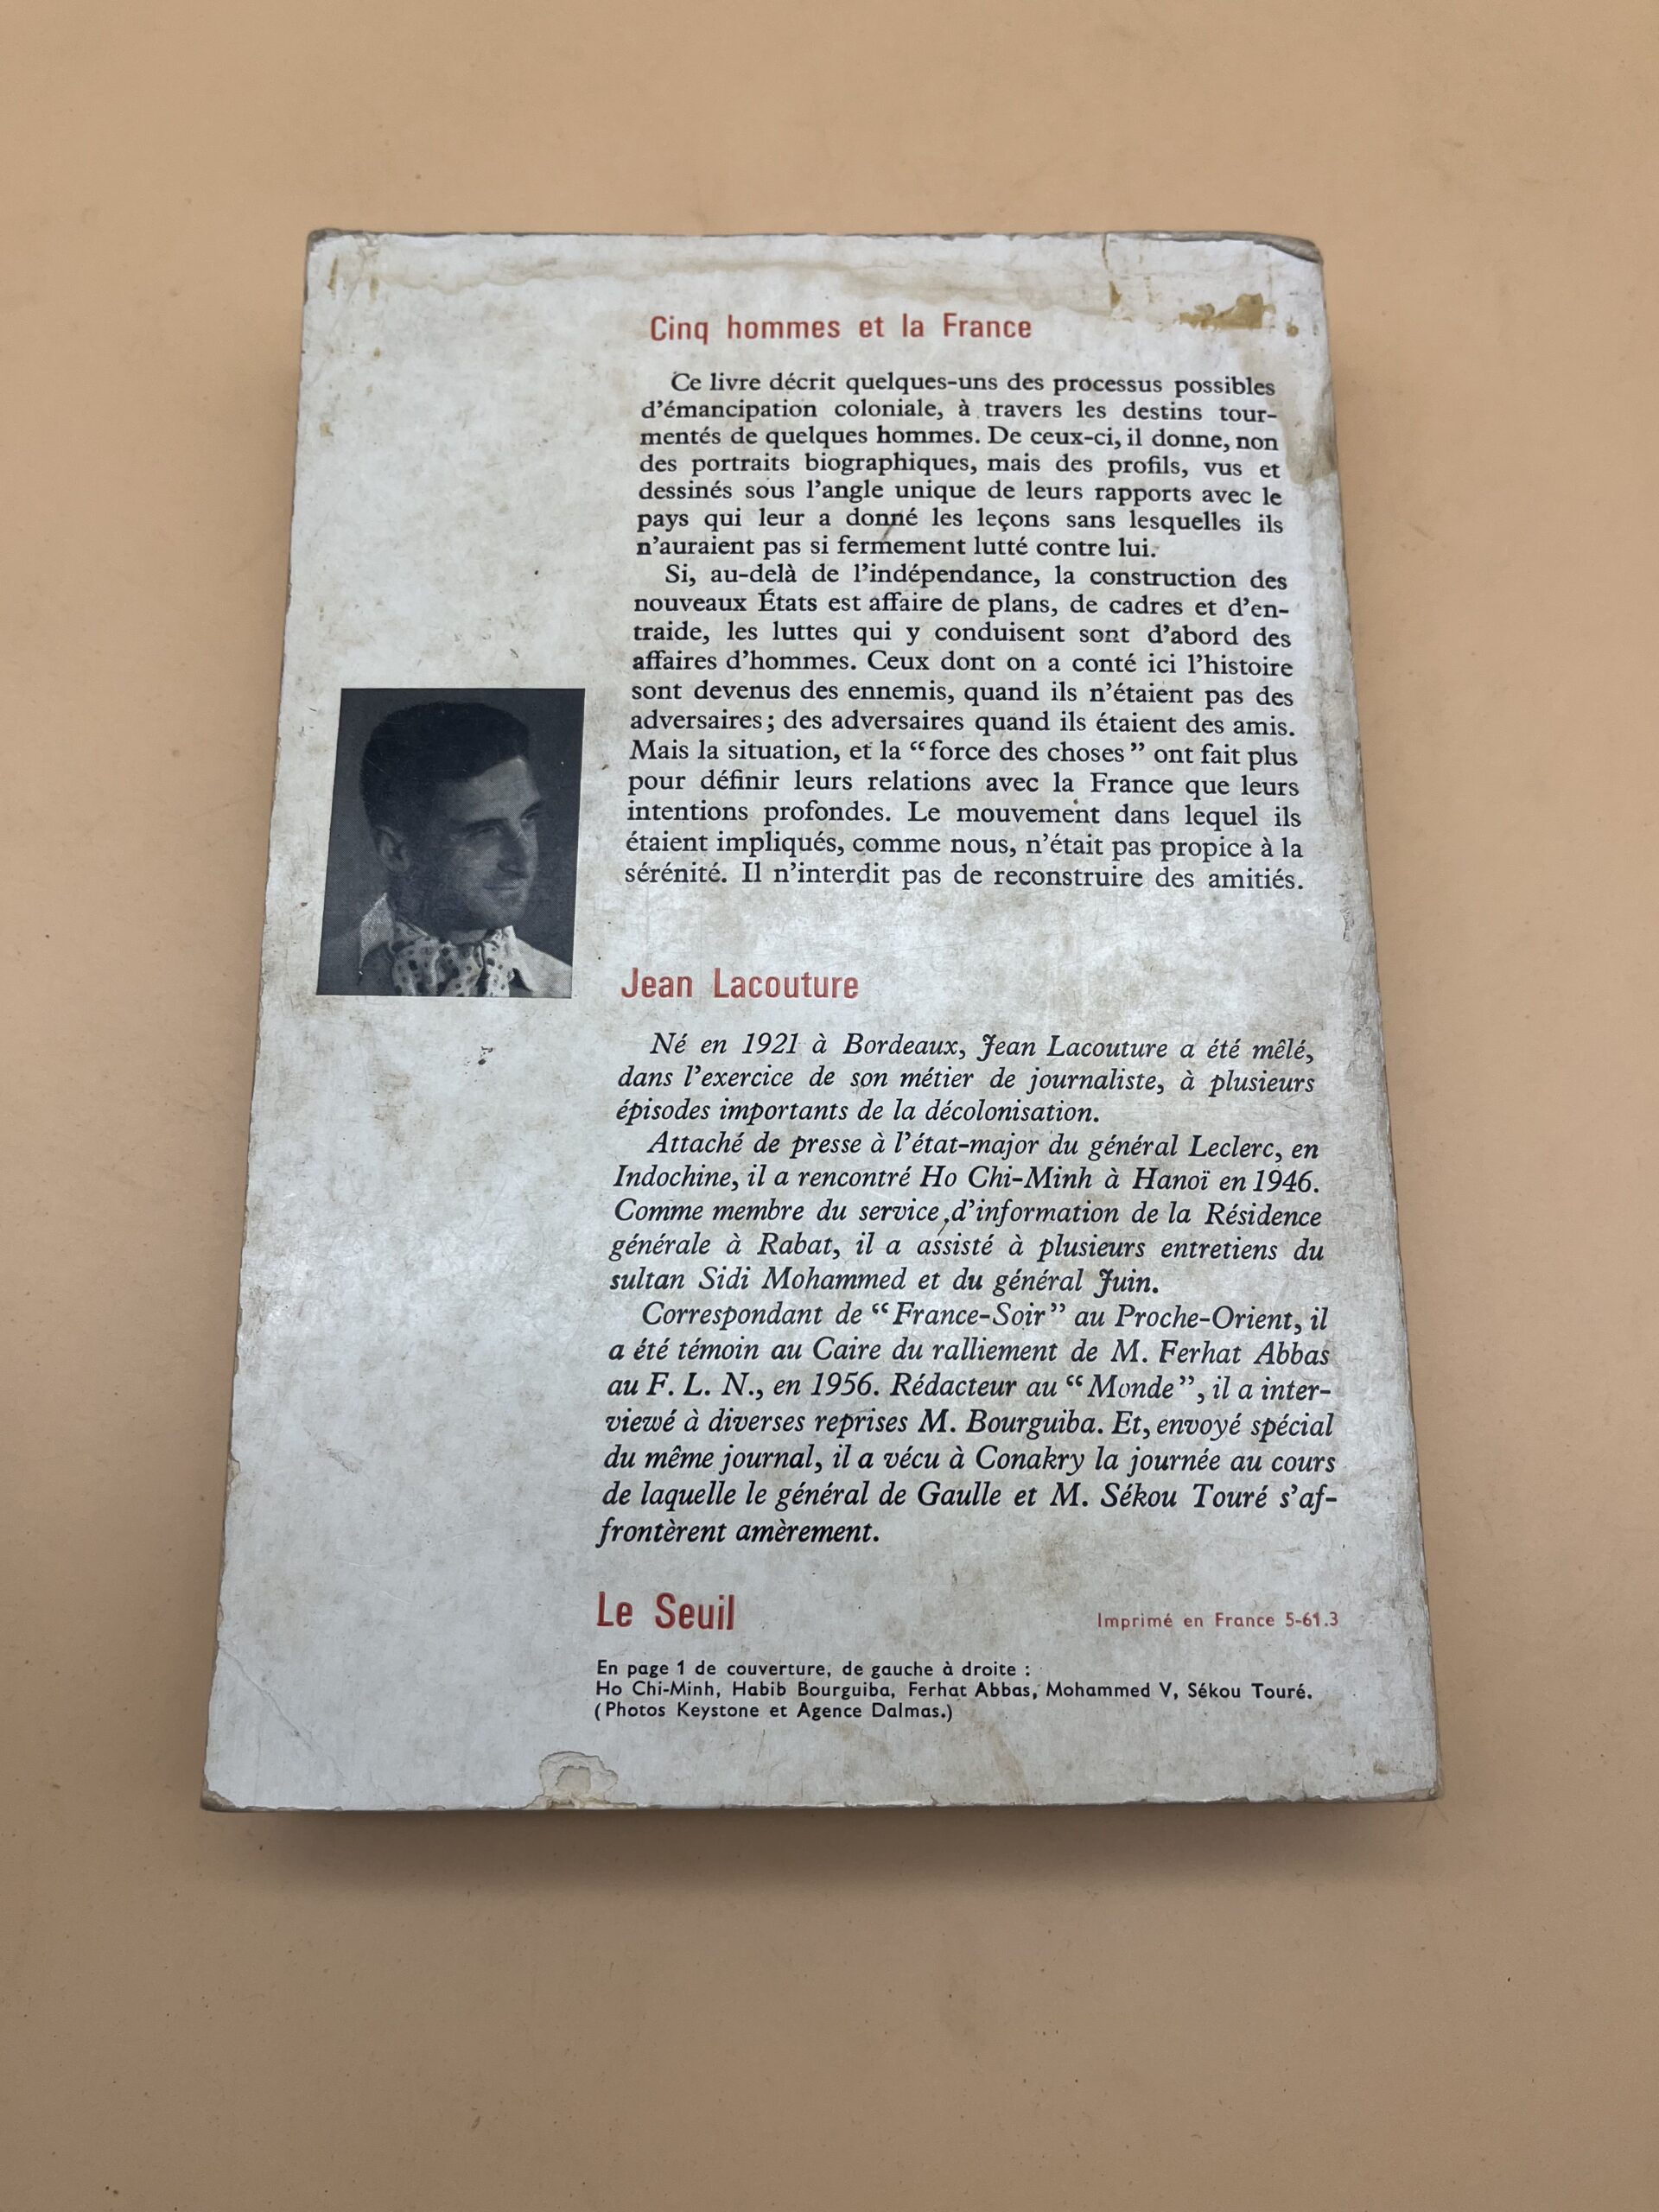 Cinq hommes et la France
Ce livre décrit quelques-uns des processus possibles
d'émancipation coloniale, à travers les destins tour-
mentés de quelques hommes. De ceux-ci, il donne, non
des portraits biographiques, mais des profils, vus et
dessinés sous l'angle unique de leurs rapports avec le
pays qui leur a donné les leçons sans lesquelles ils
n'auraient pas si fermement lutté contre lui.
Si, au-delà de l'indépendance, la construction des
nouveaux États est affaire de plans, de cadres et d'en-
traide, les luttes qui y conduisent sont d'abord des
affaires d'hommes. Ceux dont on a conté ici l'histoire
sont devenus des ennemis, quand ils n'étaient pas des
adversaires; des adversaires quand ils étaient des amis.
Mais la situation, et la “force des choses” ont fait plus
pour définir leurs relations avec la France que leurs
intentions profondes. Le mouvement dans lequel ils
étaient impliqués, comme nous, n'était pas propice à la
sérénité. Il n'interdit pas de reconstruire des amitiés.
Jean Lacouture
Né en 1921 à Bordeaux, Jean Lacouture a été mêlé,
dans l'exercice de son métier de journaliste, à plusieurs
épisodes importants de la décolonisation.
Attaché de presse à l'état-major du général Leclerc, en
Indochine, il a rencontré Ho Chi-Minh à Hanoï en 1946.
Comme membre du service d'information de la Résidence
générale à Rabat, il a assisté à plusieurs entretiens du
sultan Sidi Mohammed et du général Juin.
Correspondant de “France-Soir” au Proche-Orient, il
a été témoin au Caire du ralliement de M. Ferhat Abbas
au F. L. N., en 1956. Rédacteur au “Monde”, il a inter-
viewé à diverses reprises M. Bourguiba. Et, envoyé spécial
du même journal, il a vécu à Conakry la journée au cours
de laquelle le général de Gaulle et M. Sékou Touré s'af-
frontèrent amèrement.
Le Seuil
Imprimé en France 5-61.3
En page 1 de couverture, de gauche à droite :
Ho Chi-Minh, Habib Bourguiba, Ferhat Abbas, Mohammed V, Sékou Touré.
(Photos Keystone et Agence Dalmas.)